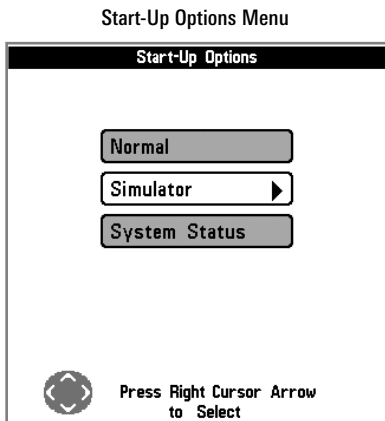 Start-Up Options Menu
Start-Up Options
Normal
Simulator
System Status
Press Right Cursor Arrow
to Select